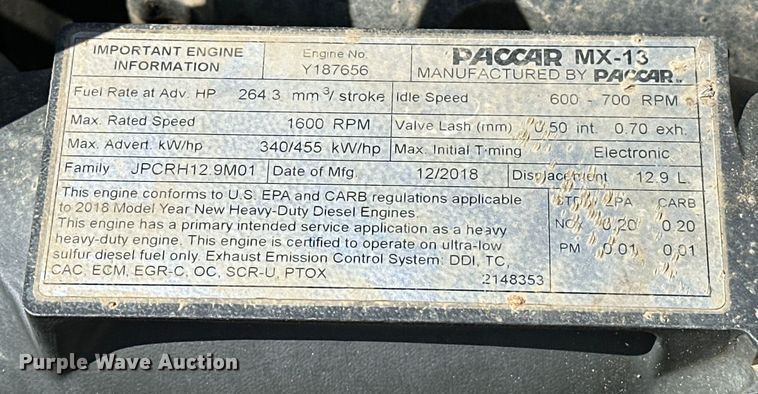 IMPORTANT ENGINE INFORMATION
Engine No. Y187656
PACCAR MX-13
MANUFACTURED BY PACCAR
Fuel Rate at Adv. HP 264.3 mm³/ stroke
Idle Speed 600 - 700 RPM
Max. Rated Speed 1600 RPM
Valve Lash (mm) 0.50 int. 0.70 exh.
Max. Advert. kW/hp 340/455 kW/hp
Max. Initial Timing Electronic
Family JPCRH12.9M01
Date of Mfg. 12/2018
Displacement 12.9 L.
This engine conforms to U.S. EPA and CARB regulations applicable
to 2018 Model Year New Heavy-Duty Diesel Engines.
This engine has a primary intended service application as a heavy
heavy-duty engine. This engine is certified to operate on ultra-low
sulfur diesel fuel only. Exhaust Emission Control System: DDI, TC,
CAC, ECM, EGR-C, OC, SCR-U, PTOX
2148353
STD. EPA CARB
NOx 0.20 0.20
PM 0.01 0.01
Purple Wave Auction